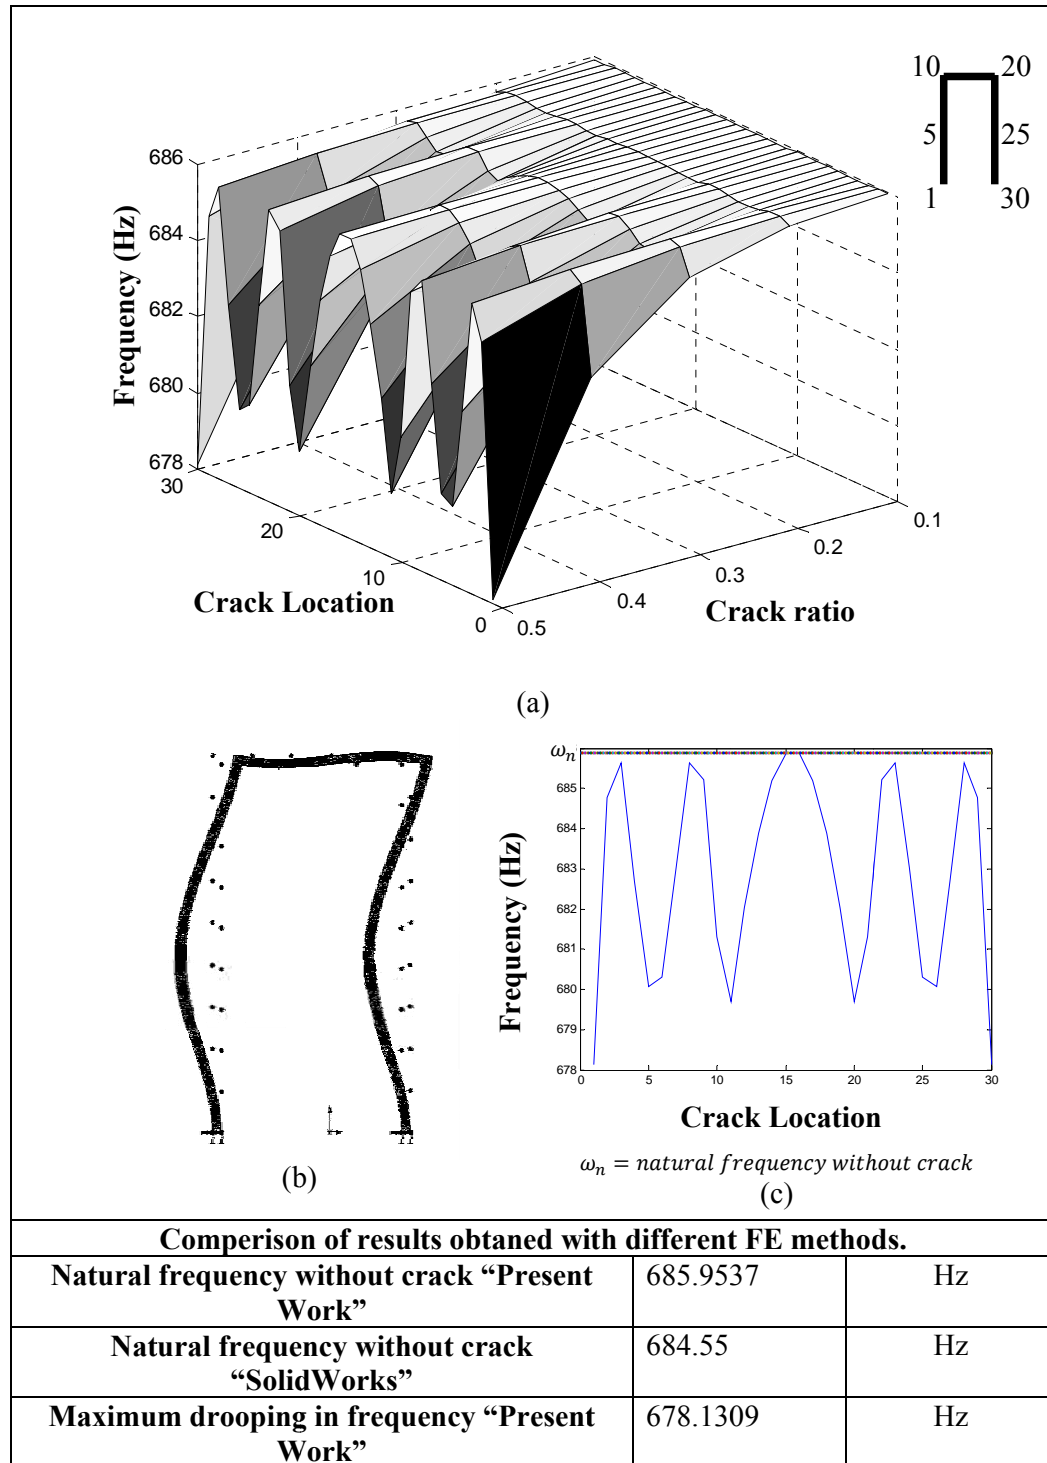 10 20
5 25
1 30
686
684
682
680
678
Frequency (Hz)
30
20
10
0
Crack Location
0.5
0.4
0.3
0.2
0.1
Crack ratio
(a)
(b)
ωn
685
684
683
682
681
680
679
678
Frequency (Hz)
0 5 10 15 20 25 30
Crack Location
ωn = natural frequency without crack
(c)
Comperison of results obtaned with different FE methods.
Natural frequency without crack “Present
Work”
685.9537 Hz
Natural frequency without crack
“SolidWorks”
684.55 Hz
Maximum drooping in frequency “Present
Work”
678.1309 Hz